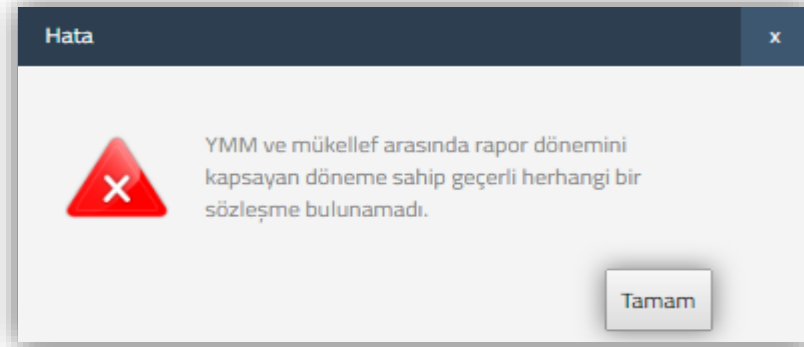 Hata
x
YMM ve mükellef arasında rapor dönemini
kapsayan döneme sahip geçerli herhangi bir
sözleşme bulunamadı.
Tamam